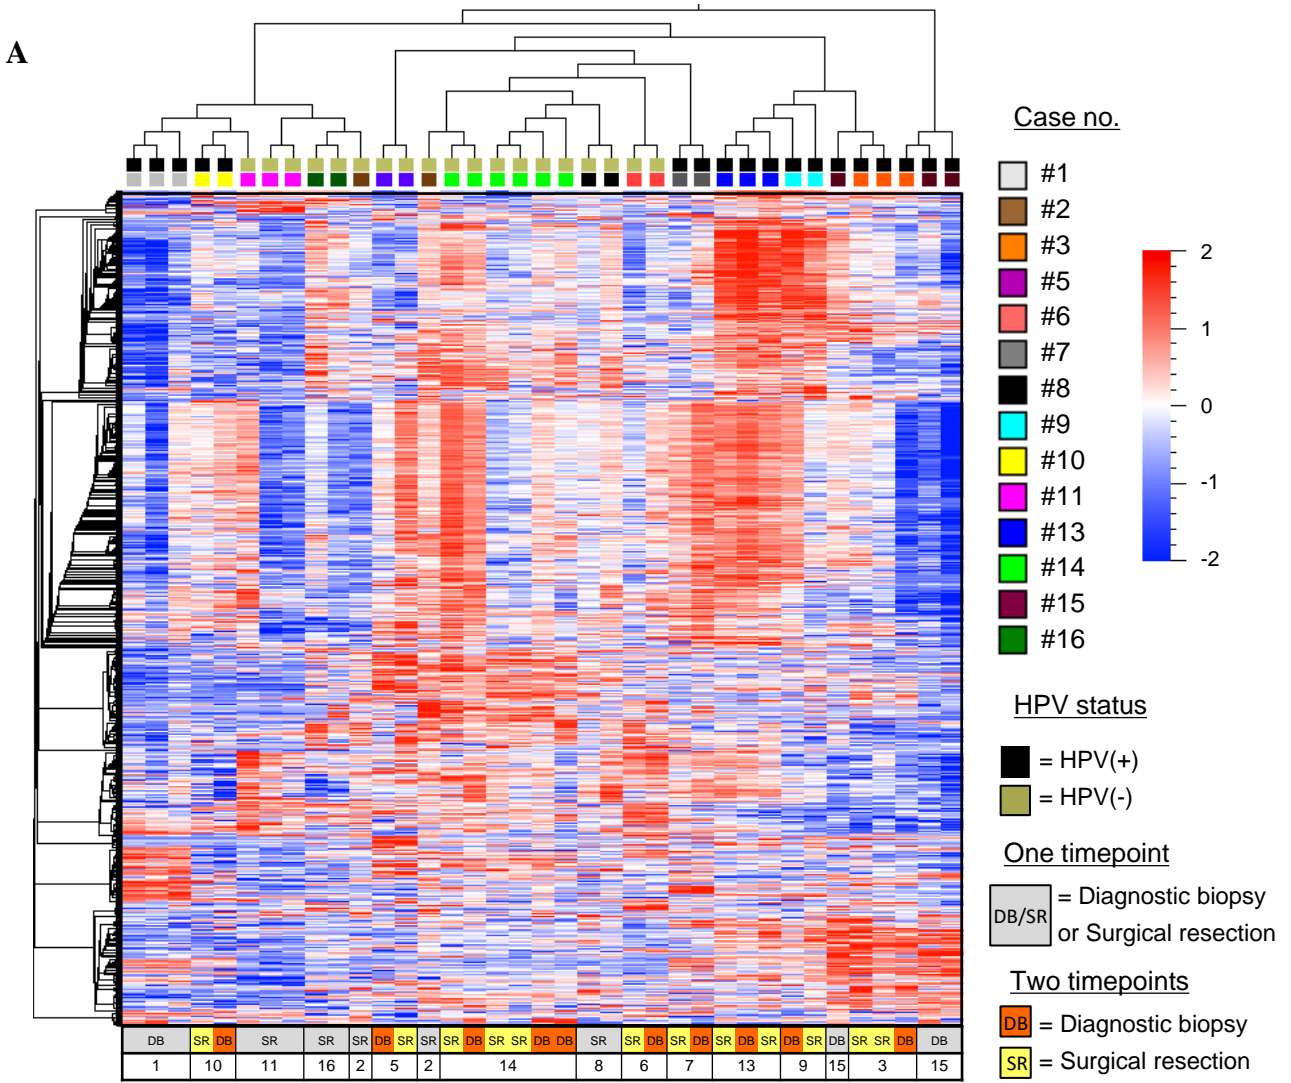 A
Case no.
#1
#2
#3
#5
#6
#7
#8
#9
#10
#11
#13
#14
#15
#16
2
1
0
-1
-2
HPV status
= HPV(+)
= HPV(-)
One timepoint
DB/SR = Diagnostic biopsy
or Surgical resection
Two timepoints
DB = Diagnostic biopsy
SR = Surgical resection
DB SR DB SR SR SR DB SR SR SR DB SR SR DB DB SR SR DB SR DB SR DB SR DB SR DB SR SR DB DB
1 10 11 16 2 5 2 14 8 6 7 13 9 15 3 15